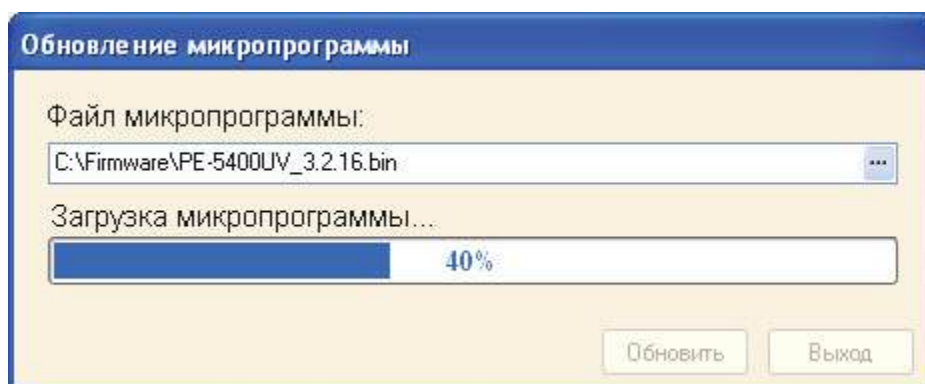 Обновление микропрограммы
Файл микропрограммы:
C:\Firmware\PE-5400UV_3.2.16.bin
...
Загрузка микропрограммы...
40%
Обновить Выход